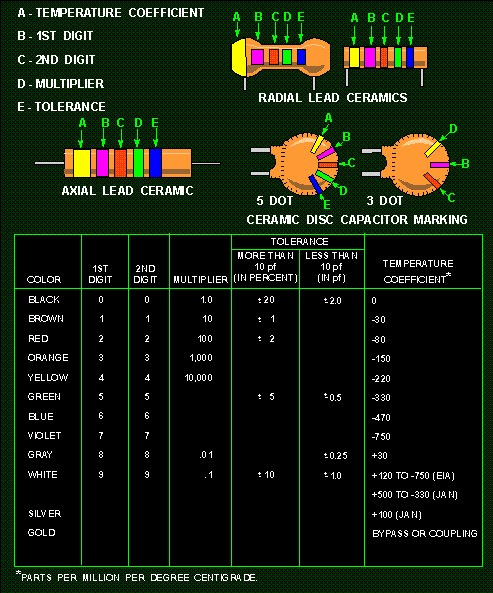 A - TEMPERATURE COEFFICIENT
B - 1ST DIGIT
C - 2ND DIGIT
D - MULTIPLIER
E - TOLERANCE
A B C D E
A B C D E
RADIAL LEAD CERAMICS
A B C D E
AXIAL LEAD CERAMIC
A
B
C
D
E
5 DOT
D
B
C
3 DOT
CERAMIC DISC CAPACITOR MARKING
COLOR 1ST DIGIT 2ND DIGIT MULTIPLIER TOLERANCE MORE THAN 10 pf (IN PERCENT) LESS THAN 10 pf (IN pf) TEMPERATURE COEFFICIENT*
BLACK 0 0 1.0 ±20 ±2.0 0
BROWN 1 1 10 ± 1 -30
RED 2 2 100 ± 2 -80
ORANGE 3 3 1,000 -150
YELLOW 4 4 10,000 -220
GREEN 5 5 ± 5 ±0.5 -330
BLUE 6 6 -470
VIOLET 7 7 -750
GRAY 8 8 .01 ±0.25 +30
WHITE 9 9 .1 ±10 ±1.0 +120 TO -750 (EIA)
+500 TO -330 (JAN)
SILVER +100 (JAN)
GOLD BYPASS OR COUPLING
*PARTS PER MILLION PER DEGREE CENTIGRADE.